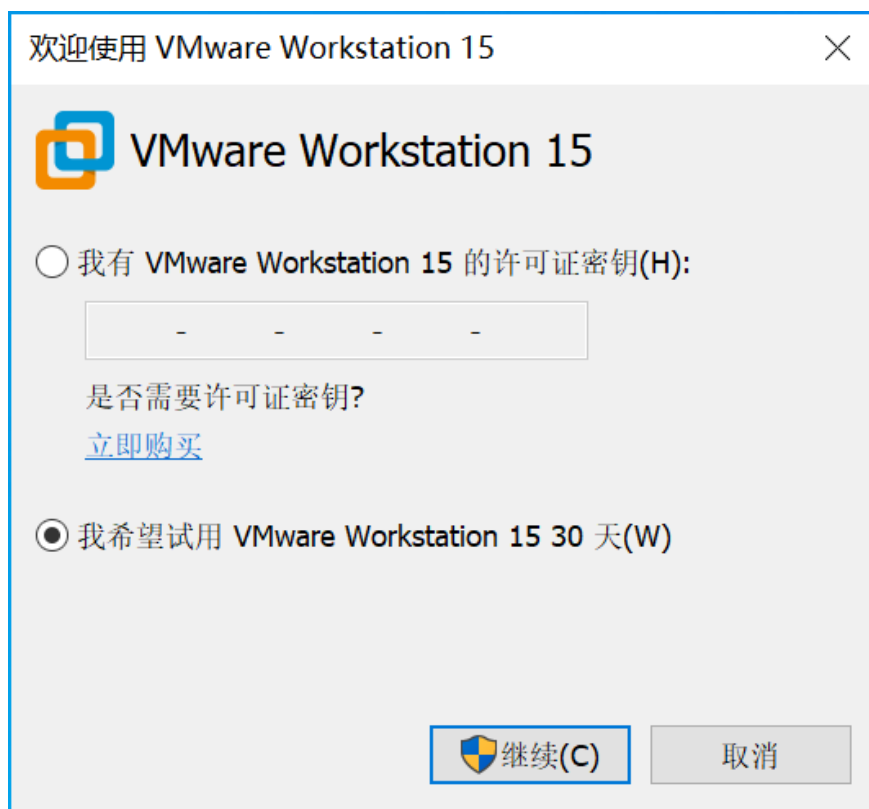 欢迎使用 VMware Workstation 15
VMware Workstation 15
我有 VMware Workstation 15 的许可证密钥(H):
- - - -
是否需要许可证密钥?
立即购买
我希望试用 VMware Workstation 15 30 天(W)
继续(C)
取消